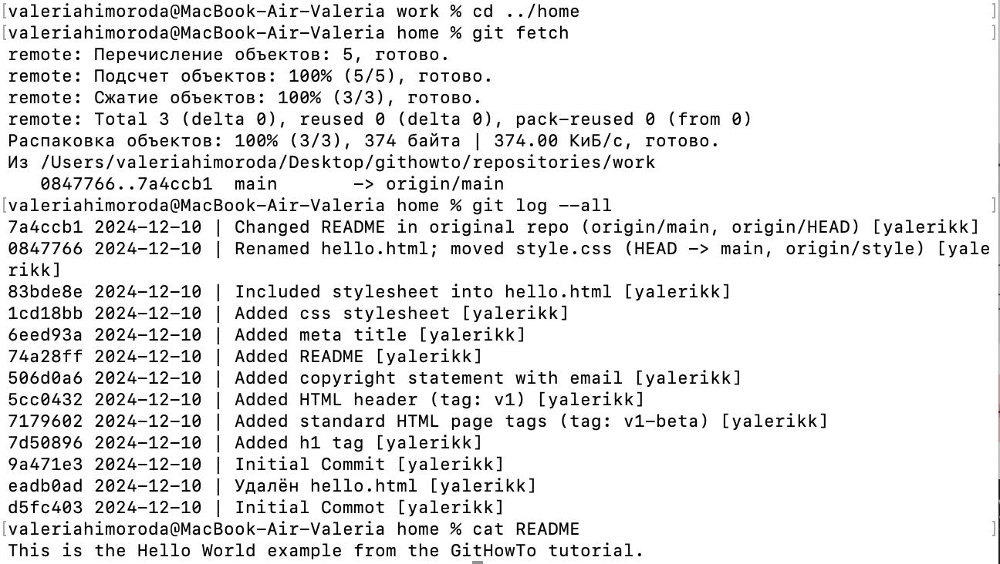 [valeriahimoroda@MacBook-Air-Valeria work % cd ../home ]
[valeriahimoroda@MacBook-Air-Valeria home % git fetch ]
remote: Перечисление объектов: 5, готово.
remote: Подсчет объектов: 100% (5/5), готово.
remote: Сжатие объектов: 100% (3/3), готово.
remote: Total 3 (delta 0), reused 0 (delta 0), pack-reused 0 (from 0)
Распаковка объектов: 100% (3/3), 374 байта | 374.00 КиБ/с, готово.
Из /Users/valeriahimoroda/Desktop/githowto/repositories/work
   0847766..7a4ccb1  main       -> origin/main
[valeriahimoroda@MacBook-Air-Valeria home % git log --all ]
7a4ccb1 2024-12-10 | Changed README in original repo (origin/main, origin/HEAD) [yalerikk]
0847766 2024-12-10 | Renamed hello.html; moved style.css (HEAD -> main, origin/style) [yale
rikk]
83bde8e 2024-12-10 | Included stylesheet into hello.html [yalerikk]
1cd18bb 2024-12-10 | Added css stylesheet [yalerikk]
6eed93a 2024-12-10 | Added meta title [yalerikk]
74a28ff 2024-12-10 | Added README [yalerikk]
506d0a6 2024-12-10 | Added copyright statement with email [yalerikk]
5cc0432 2024-12-10 | Added HTML header (tag: v1) [yalerikk]
7179602 2024-12-10 | Added standard HTML page tags (tag: v1-beta) [yalerikk]
7d50896 2024-12-10 | Added h1 tag [yalerikk]
9a471e3 2024-12-10 | Initial Commit [yalerikk]
eadb0ad 2024-12-10 | Удалён hello.html [yalerikk]
d5fc403 2024-12-10 | Initial Commot [yalerikk]
[valeriahimoroda@MacBook-Air-Valeria home % cat README ]
This is the Hello World example from the GitHowTo tutorial.